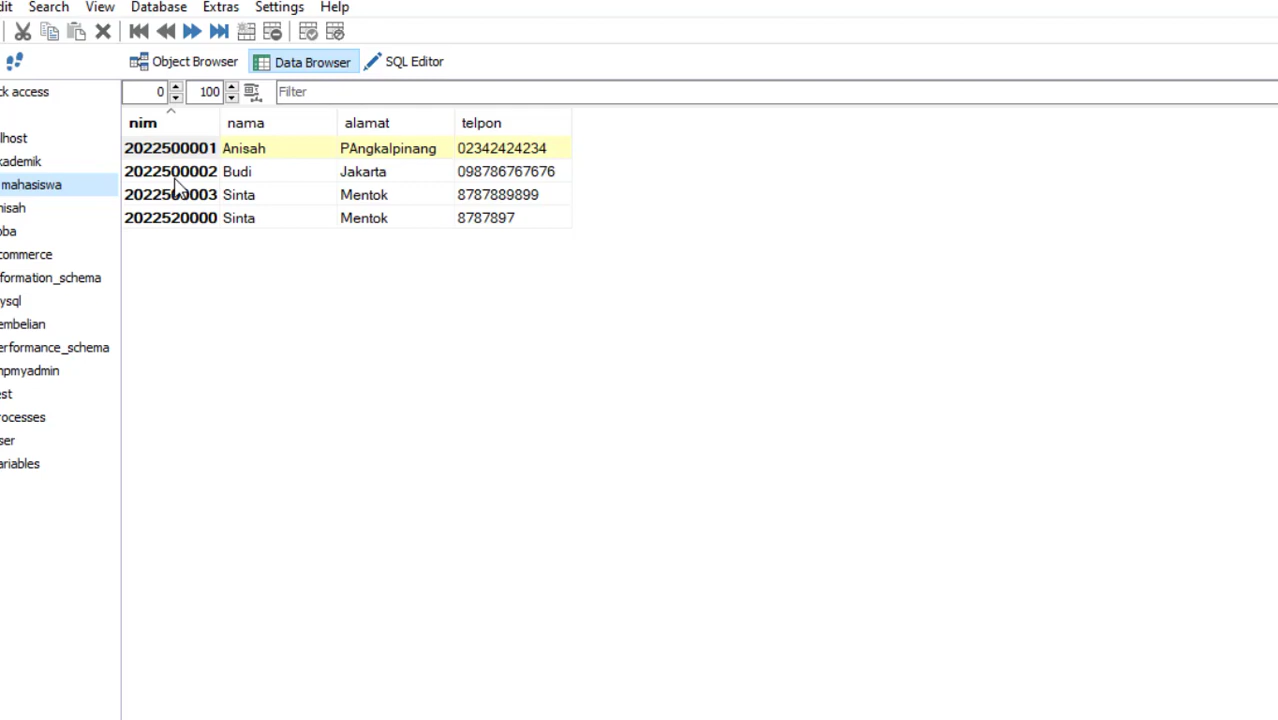 dit Search View Database Extras Settings Help
Object Browser Data Browser SQL Editor
ck access 0 100 Filter
nim nama alamat telpon
lhost
2022500001 Anisah PAngkalpinang 02342424234
kademik
2022500002 Budi Jakarta 098786767676
mahasiswa
2022500003 Sinta Mentok 8787889899
nisah
2022520000 Sinta Mentok 8787897
oba
commerce
formation_schema
ysql
embelian
erformance_schema
hpmyadmin
est
rocesses
ser
ariables